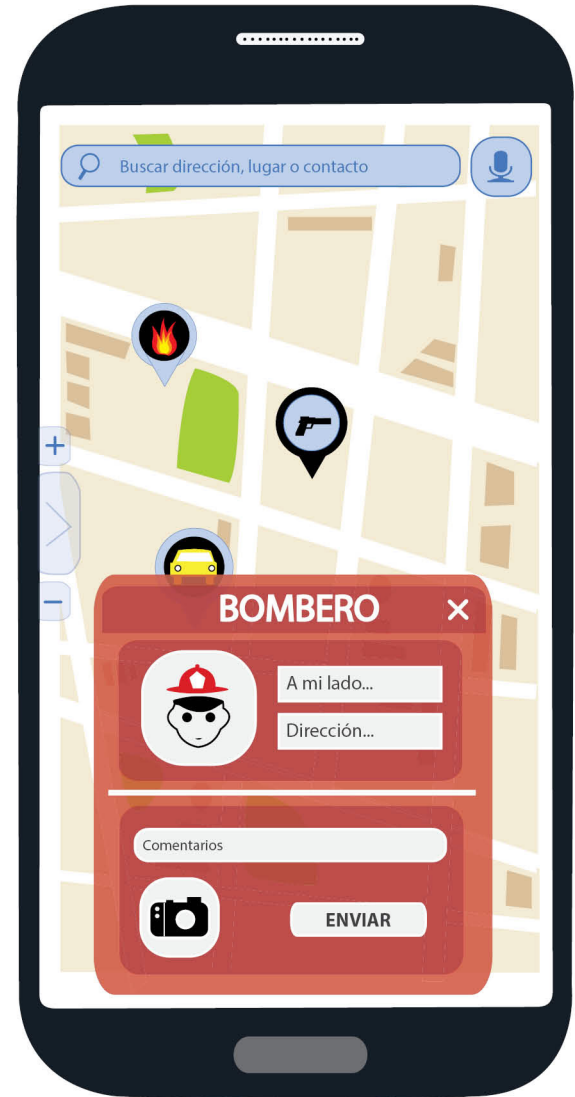 Buscar dirección, lugar o contacto
+
−
BOMBERO
A mi lado...
Dirección...
Comentarios
ENVIAR